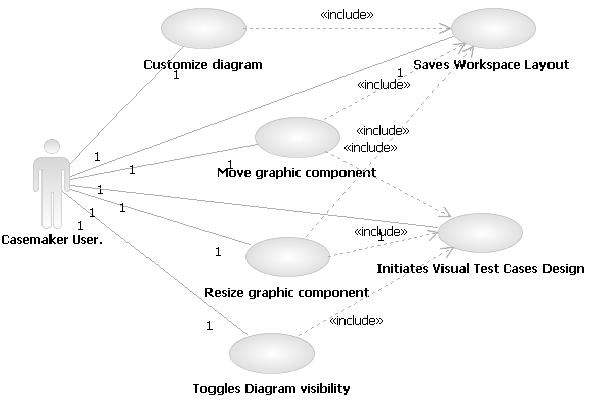 «include»
Customize diagram
Saves Workspace Layout
1
1
«include»
«include»
1
«include»
1
1
Move graphic component
1
1
1
1
Casemaker User.
«include»
1
1
Initiates Visual Test Cases Design
Resize graphic component
«include»
1
Toggles Diagram visibility